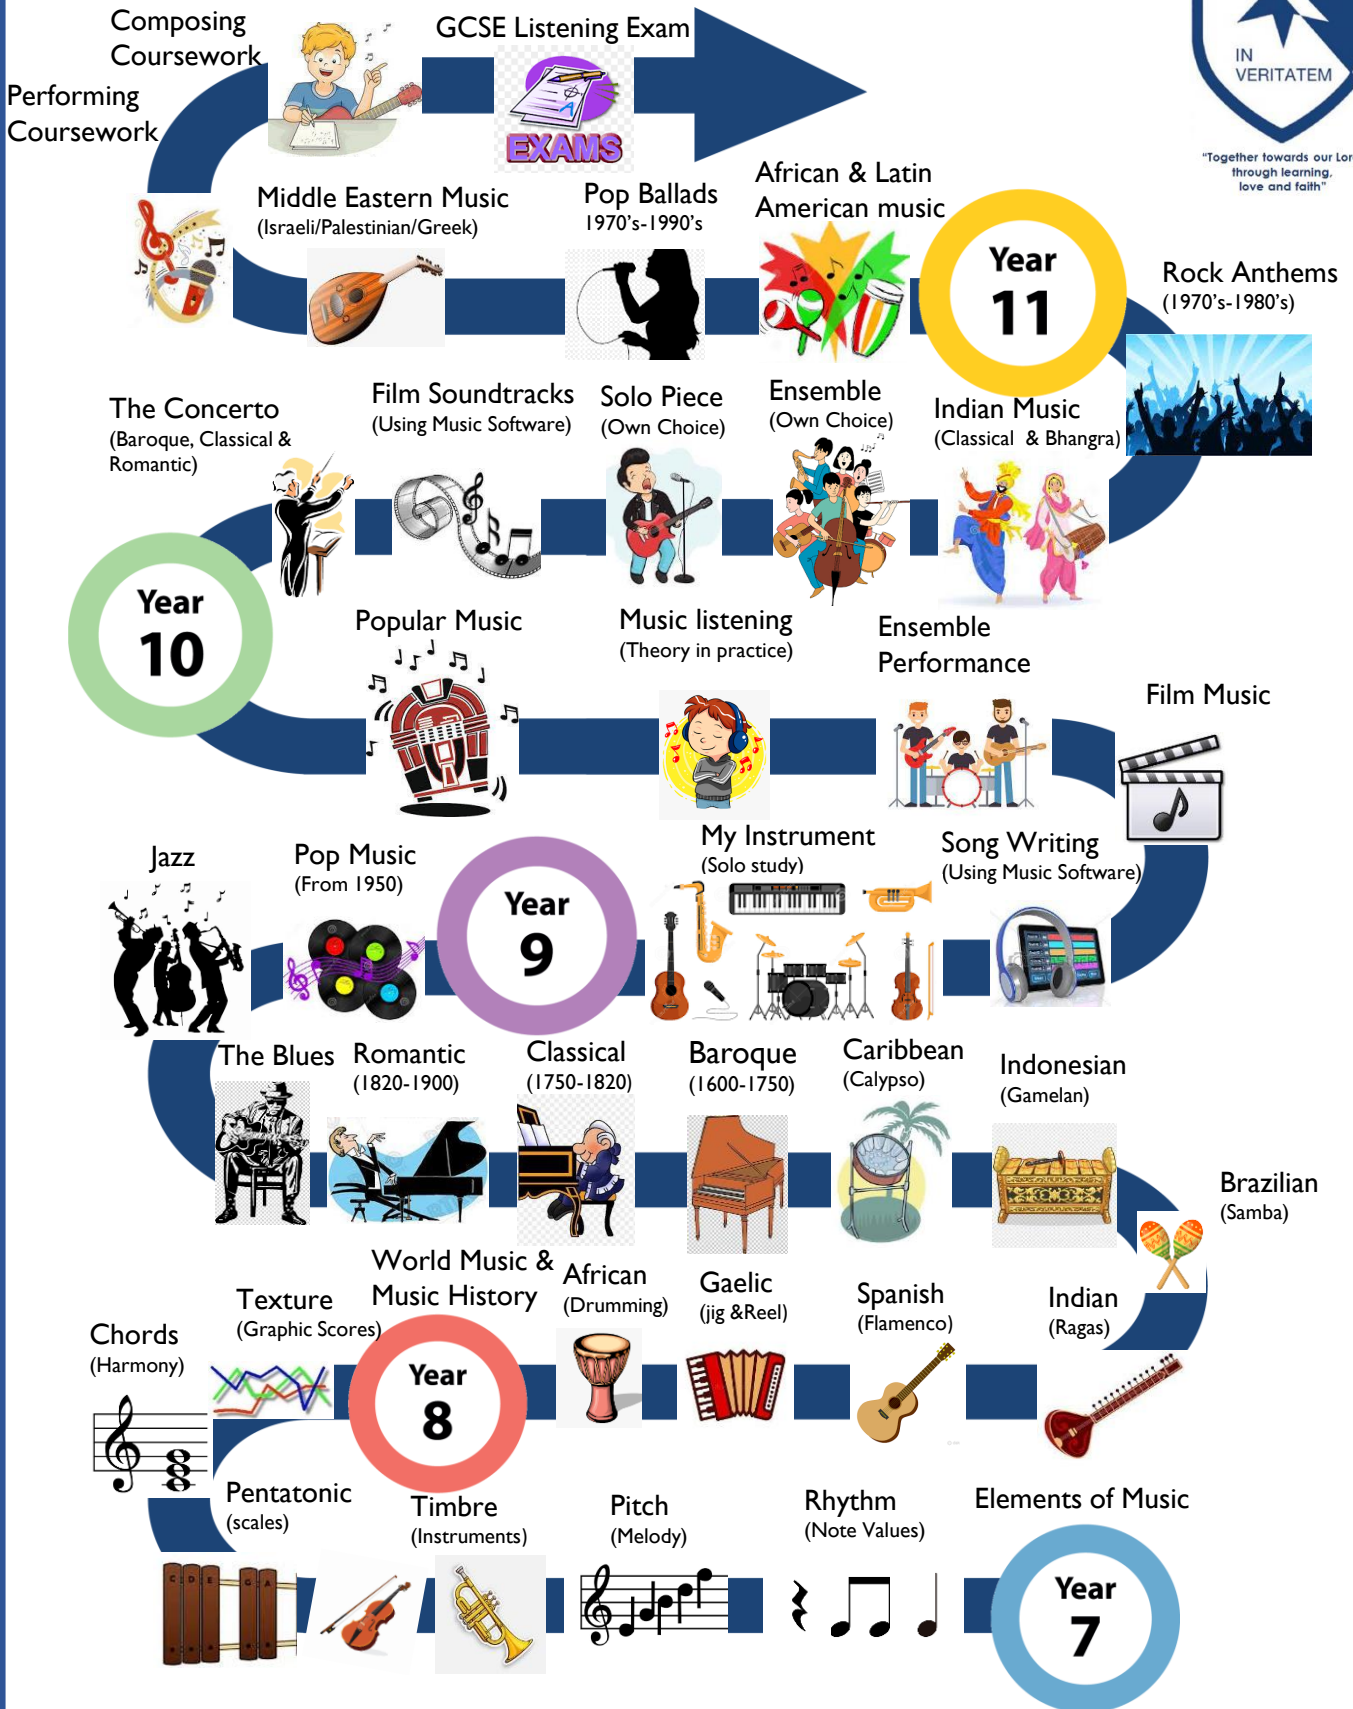 Composing
Coursework
GCSE Listening Exam
Performing
Coursework
EXAMS
A
IN
VERITATEM
"Together towards our Lor
through learning,
love and faith"
Middle Eastern Music
(Israeli/Palestinian/Greek)
Pop Ballads
1970's-1990's
African & Latin
American music
Year
11
Rock Anthems
(1970's-1980's)
The Concerto
(Baroque, Classical &
Romantic)
Film Soundtracks
(Using Music Software)
Solo Piece
(Own Choice)
Ensemble
(Own Choice)
Indian Music
(Classical & Bhangra)
Year
10
Popular Music
Music listening
(Theory in practice)
Ensemble
Performance
Film Music
Jazz
Pop Music
(From 1950)
Year
9
My Instrument
(Solo study)
Song Writing
(Using Music Software)
The Blues
Romantic
(1820-1900)
Classical
(1750-1820)
Baroque
(1600-1750)
Caribbean
(Calypso)
Indonesian
(Gamelan)
Brazilian
(Samba)
Chords
(Harmony)
Texture
(Graphic Scores)
World Music &
Music History
Year
8
African
(Drumming)
Gaelic
(jig &Reel)
Spanish
(Flamenco)
Indian
(Ragas)
Pentatonic
(scales)
Timbre
(Instruments)
Pitch
(Melody)
Rhythm
(Note Values)
Elements of Music
Year
7
C D E G A